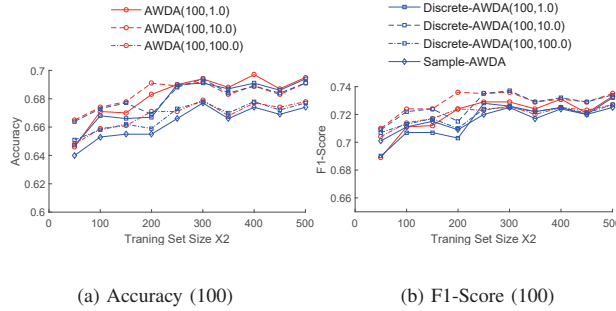 AWDA(100,1.0)
AWDA(100,10.0)
AWDA(100,100.0)
Discrete-AWDA(100,1.0)
Discrete-AWDA(100,10.0)
Discrete-AWDA(100,100.0)
Sample-AWDA
0.7
0.68
0.66
0.64
0.62
0.6
Accuracy
0 100 200 300 400 500
Traning Set Size X2
0.74
0.72
0.7
0.68
0.66
F1-Score
0 100 200 300 400 500
Traning Set Size X2
(a) Accuracy (100)
(b) F1-Score (100)